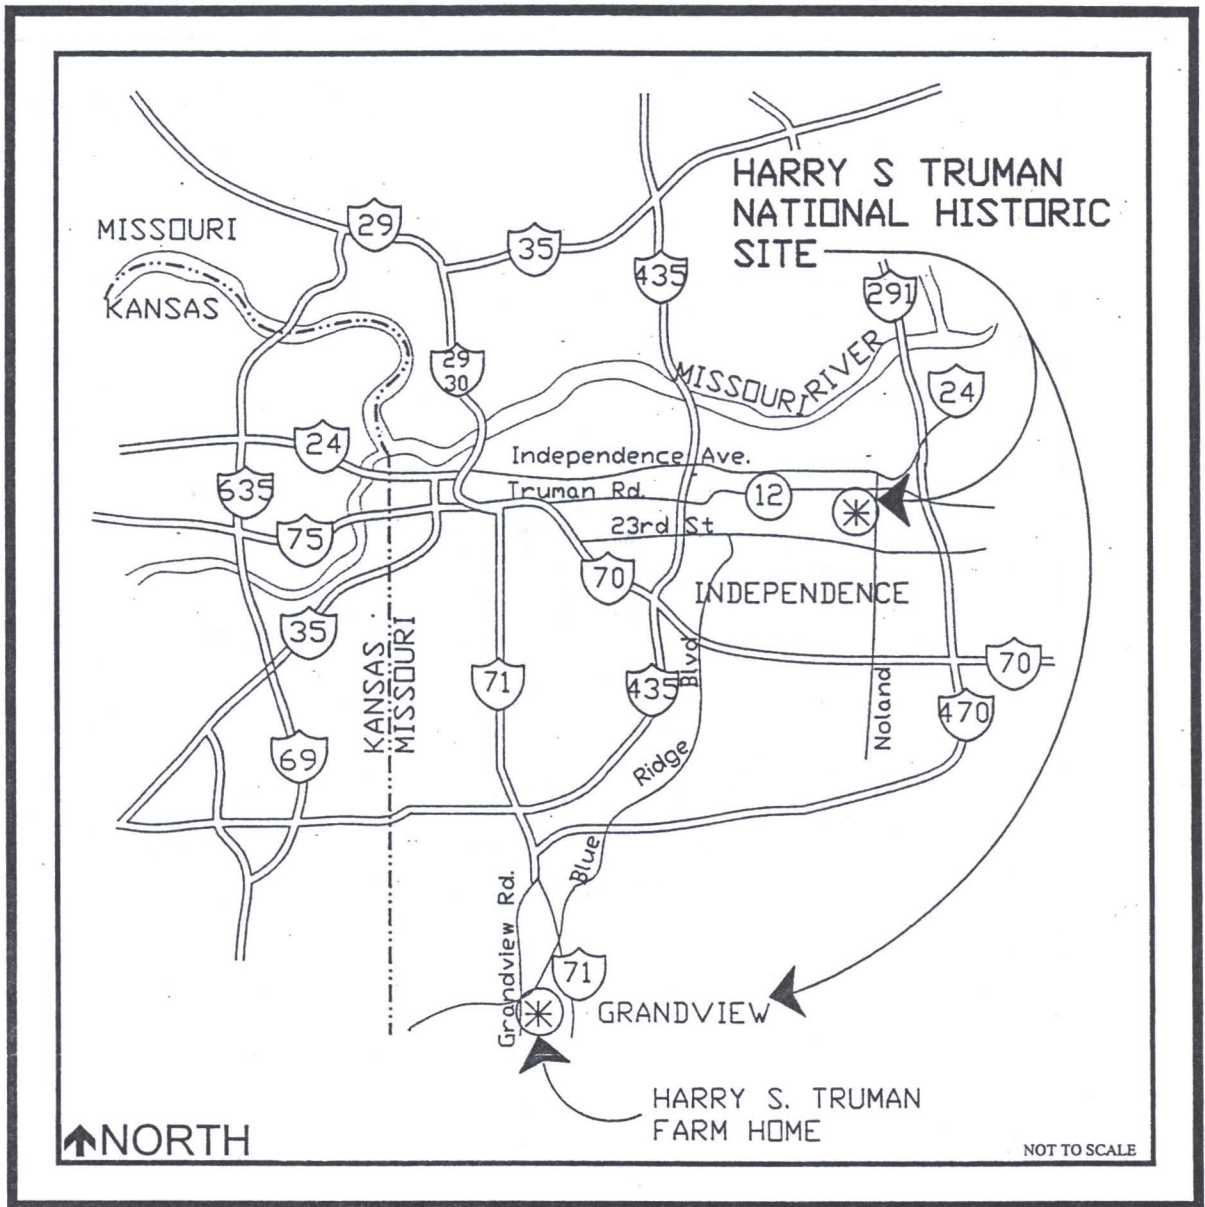 HARRY S TRUMAN
NATIONAL HISTORIC
SITE
29
MISSOURI
35
435
291
KANSAS
29
30
MISSOURI RIVER
24
24
Independence Ave.
635
Truman Rd.
12
23rd St
75
70
INDEPENDENCE
35
KANSAS
MISSOURI
71
435
Blvd
70
Noland
470
69
Ridge
Blue
Grandview Rd.
71
GRANDVIEW
HARRY S. TRUMAN
FARM HOME
NORTH
NOT TO SCALE